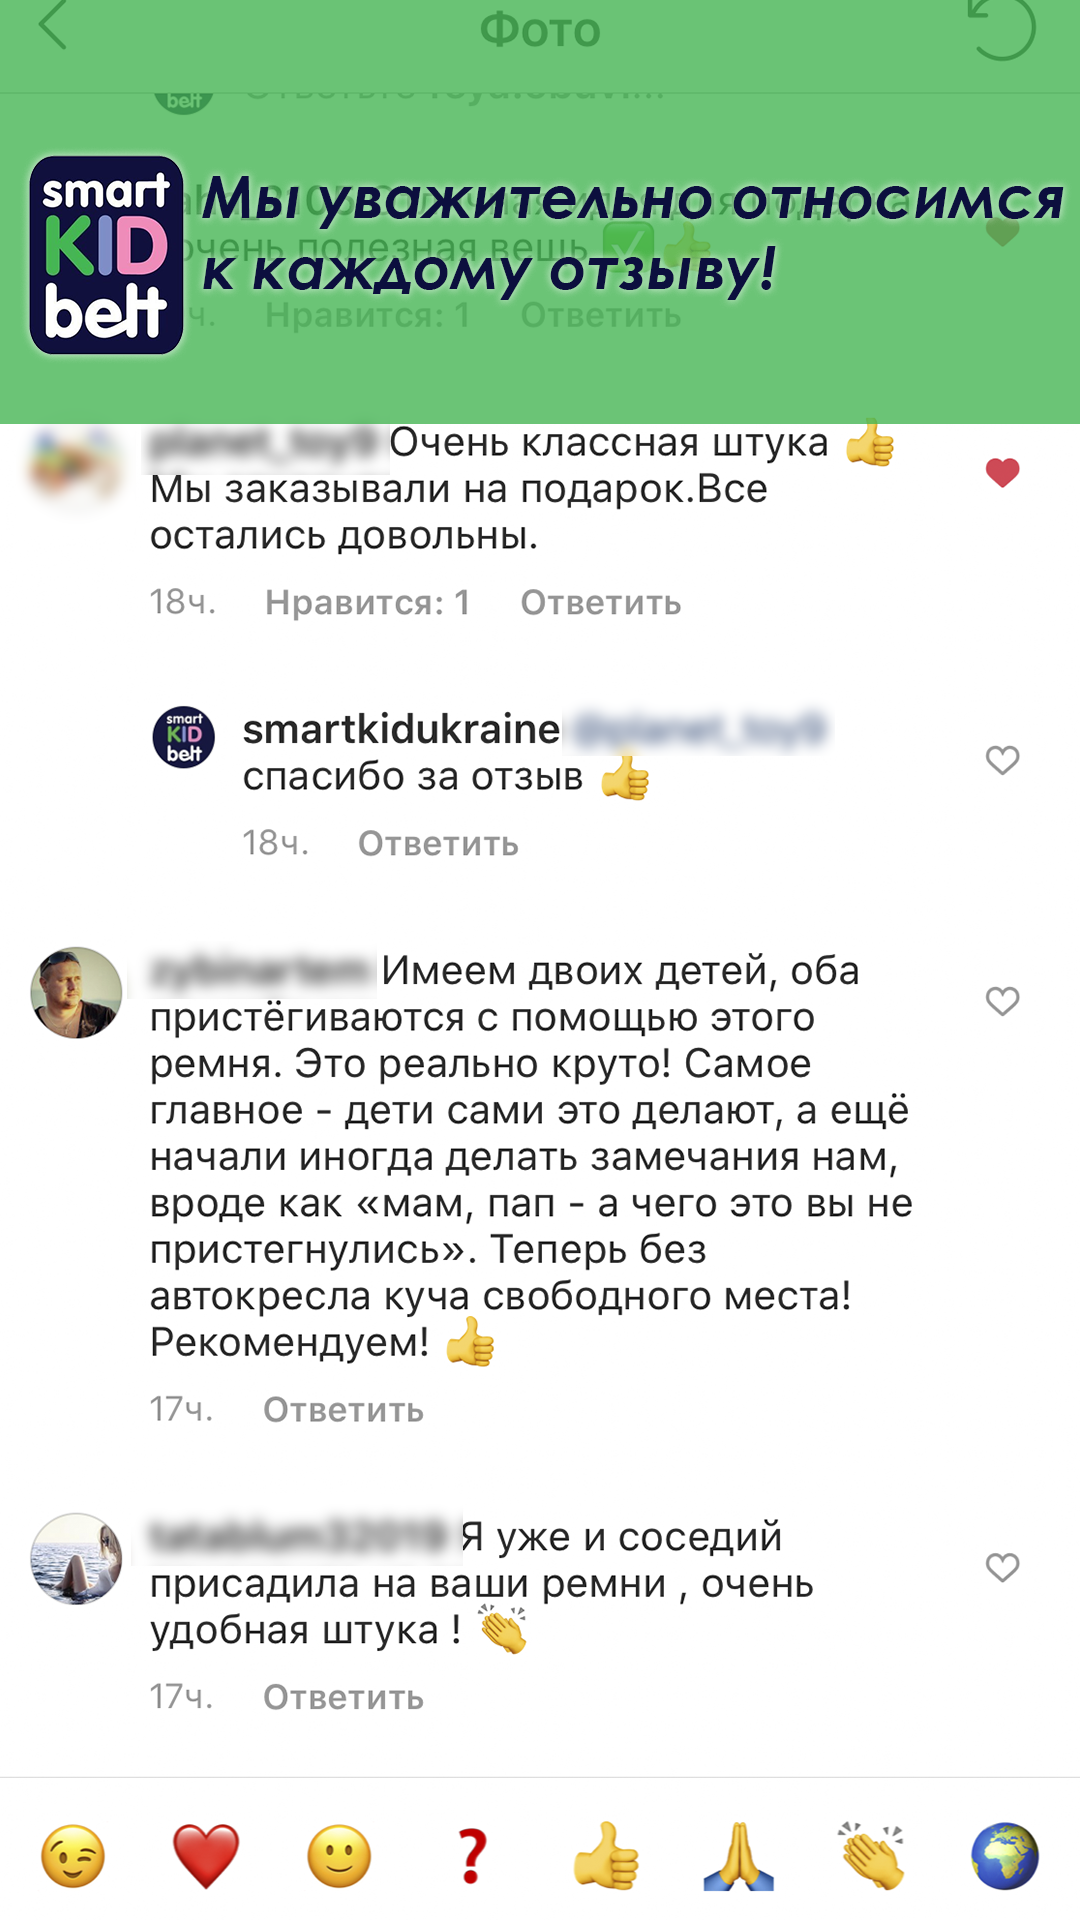 Фото
smart
KID
belt
Мы уважительно относимся
к каждому отзыву!
очень полезная вещь
ч. Нравится: 1 Ответить
Очень классная штука
Мы заказывали на подарок.Все
остались довольны.
18ч. Нравится: 1 Ответить
smart
KID
belt
smartkidukraine
спасибо за отзыв
18ч. Ответить
Имеем двоих детей, оба
пристёгиваются с помощью этого
ремня. Это реально круто! Самое
главное - дети сами это делают, а ещё
начали иногда делать замечания нам,
вроде как «мам, пап - а чего это вы не
пристегнулись». Теперь без
автокресла куча свободного места!
Рекомендуем!
17ч. Ответить
Я уже и соседий
присадила на ваши ремни , очень
удобная штука !
17ч. Ответить